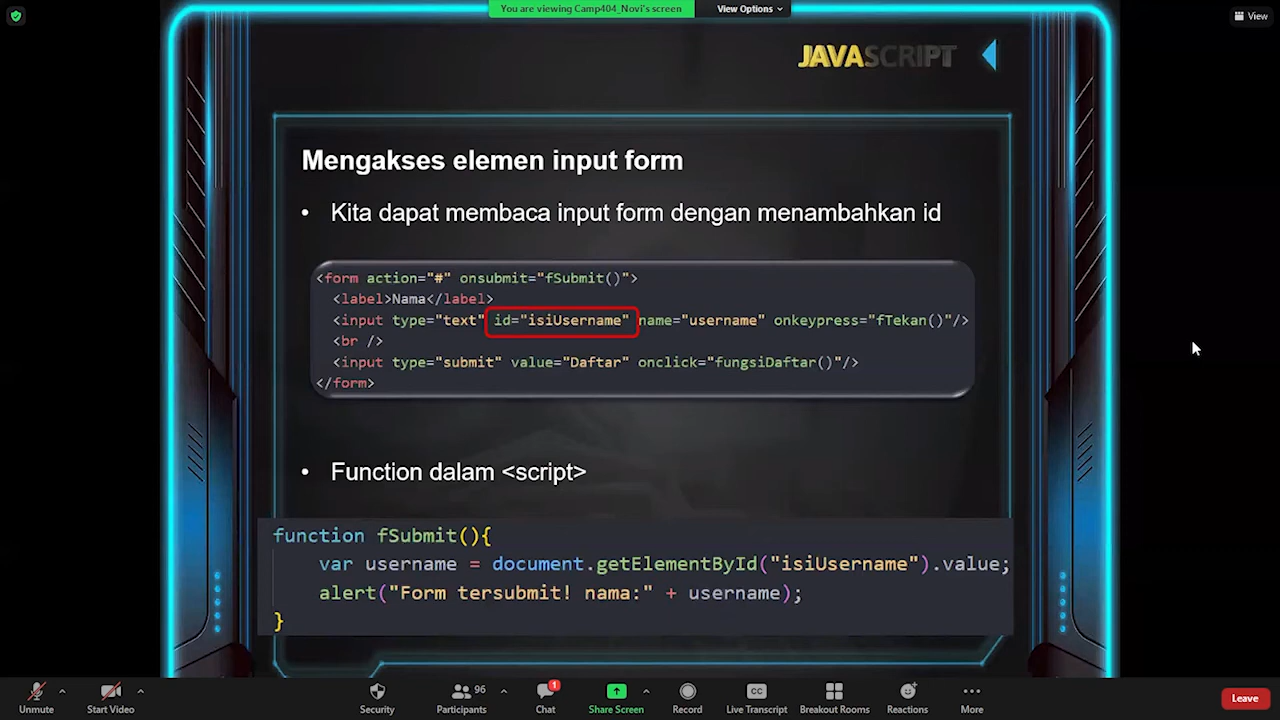 You are viewing Camp404_Novi's screen
View Options
View
JAVASCRIPT
Mengakses elemen input form
• Kita dapat membaca input form dengan menambahkan id
<form action="#" onsubmit="fSubmit()">
<label>Nama</label>
<input type="text" id="isiUsername" name="username" onkeypress="fTekan()"/>
<br />
<input type="submit" value="Daftar" onclick="fungsiDaftar()"/>
</form>
• Function dalam <script>
function fSubmit(){
var username = document.getElementById("isiUsername").value;
alert("Form tersubmit! nama:" + username);
}
Unmute
Start Video
Security
Participants
96
Chat
1
Share Screen
Record
CC
Live Transcript
Breakout Rooms
Reactions
More
Leave